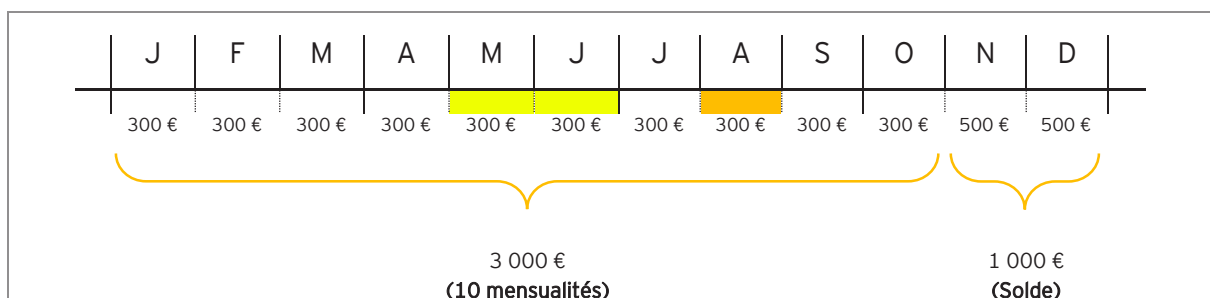 J F M A M J J A S O N D
300 € 300 € 300 € 300 € 300 € 300 € 300 € 300 € 300 € 300 € 500 € 500 €
3 000 € 1 000 €
(10 mensualités) (Solde)